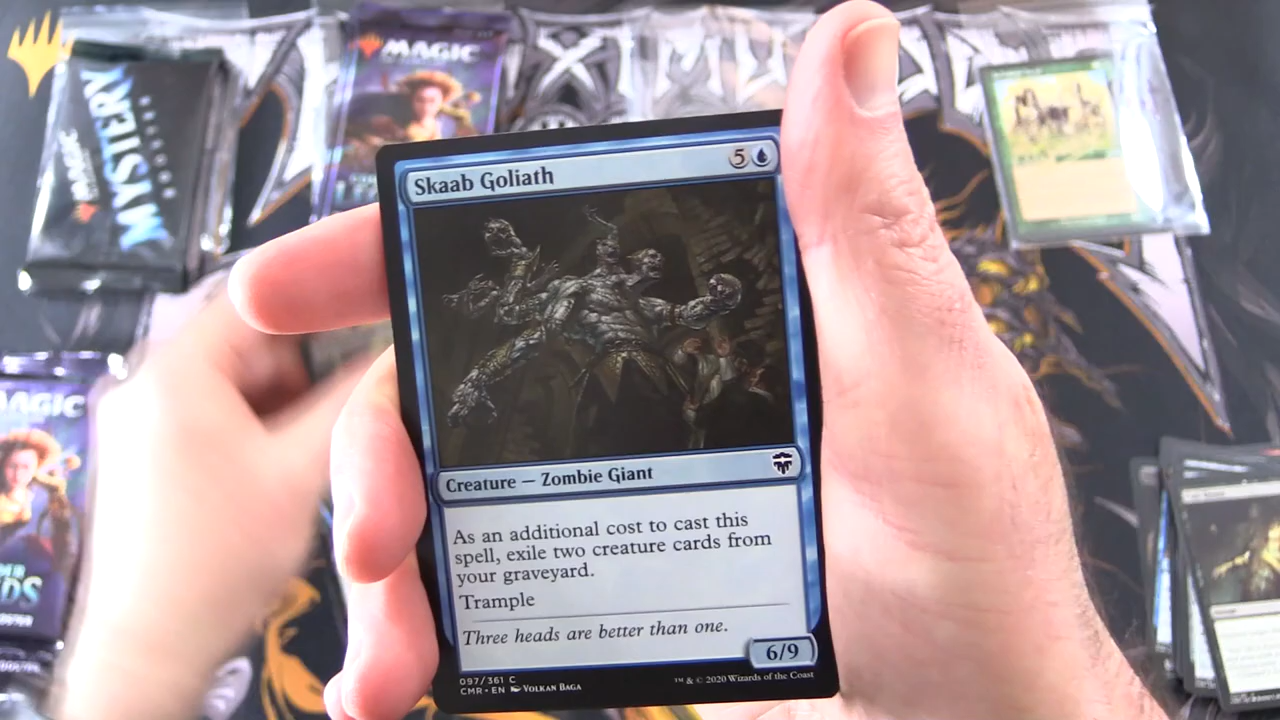 MYSTERY
MAGIC
Skaab Goliath
5
Creature — Zombie Giant
As an additional cost to cast this
spell, exile two creature cards from
your graveyard.
Trample
Three heads are better than one.
6/9
097/361 C
CMR • EN VOLKAN BAGA
™ & © 2020 Wizards of the Coast
MAGIC